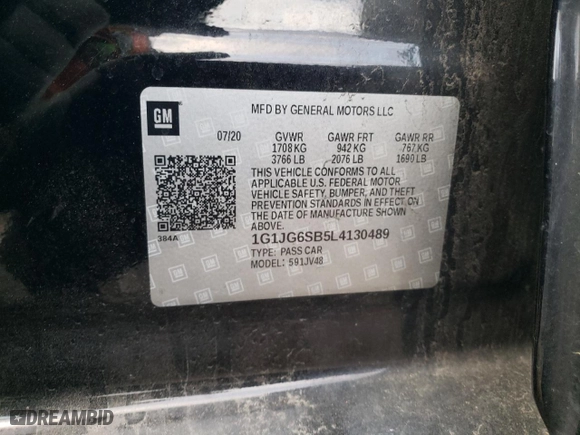 GM
MFD BY GENERAL MOTORS LLC
07/20 GVWR GAWR FRT GAWR RR
1708 KG 942 KG 767 KG
3766 LB 2076 LB 1690 LB
THIS VEHICLE CONFORMS TO ALL
APPLICABLE U.S. FEDERAL MOTOR
VEHICLE SAFETY, BUMPER, AND THEFT
PREVENTION STANDARDS IN EFFECT ON
THE DATE OF MANUFACTURE SHOWN
ABOVE.
384A
1G1JG6SB5L4130489
TYPE: PASS CAR
MODEL: 591JV48
DREAMBID